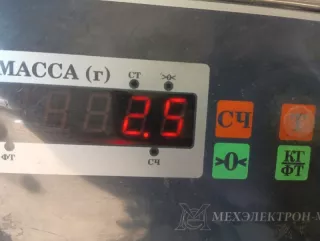 МАССА (г)
СТ >0<
2.5
СЧ
ФТ СЧ
>0< КГ
ФТ
МЕХЭЛЕКТРОН-